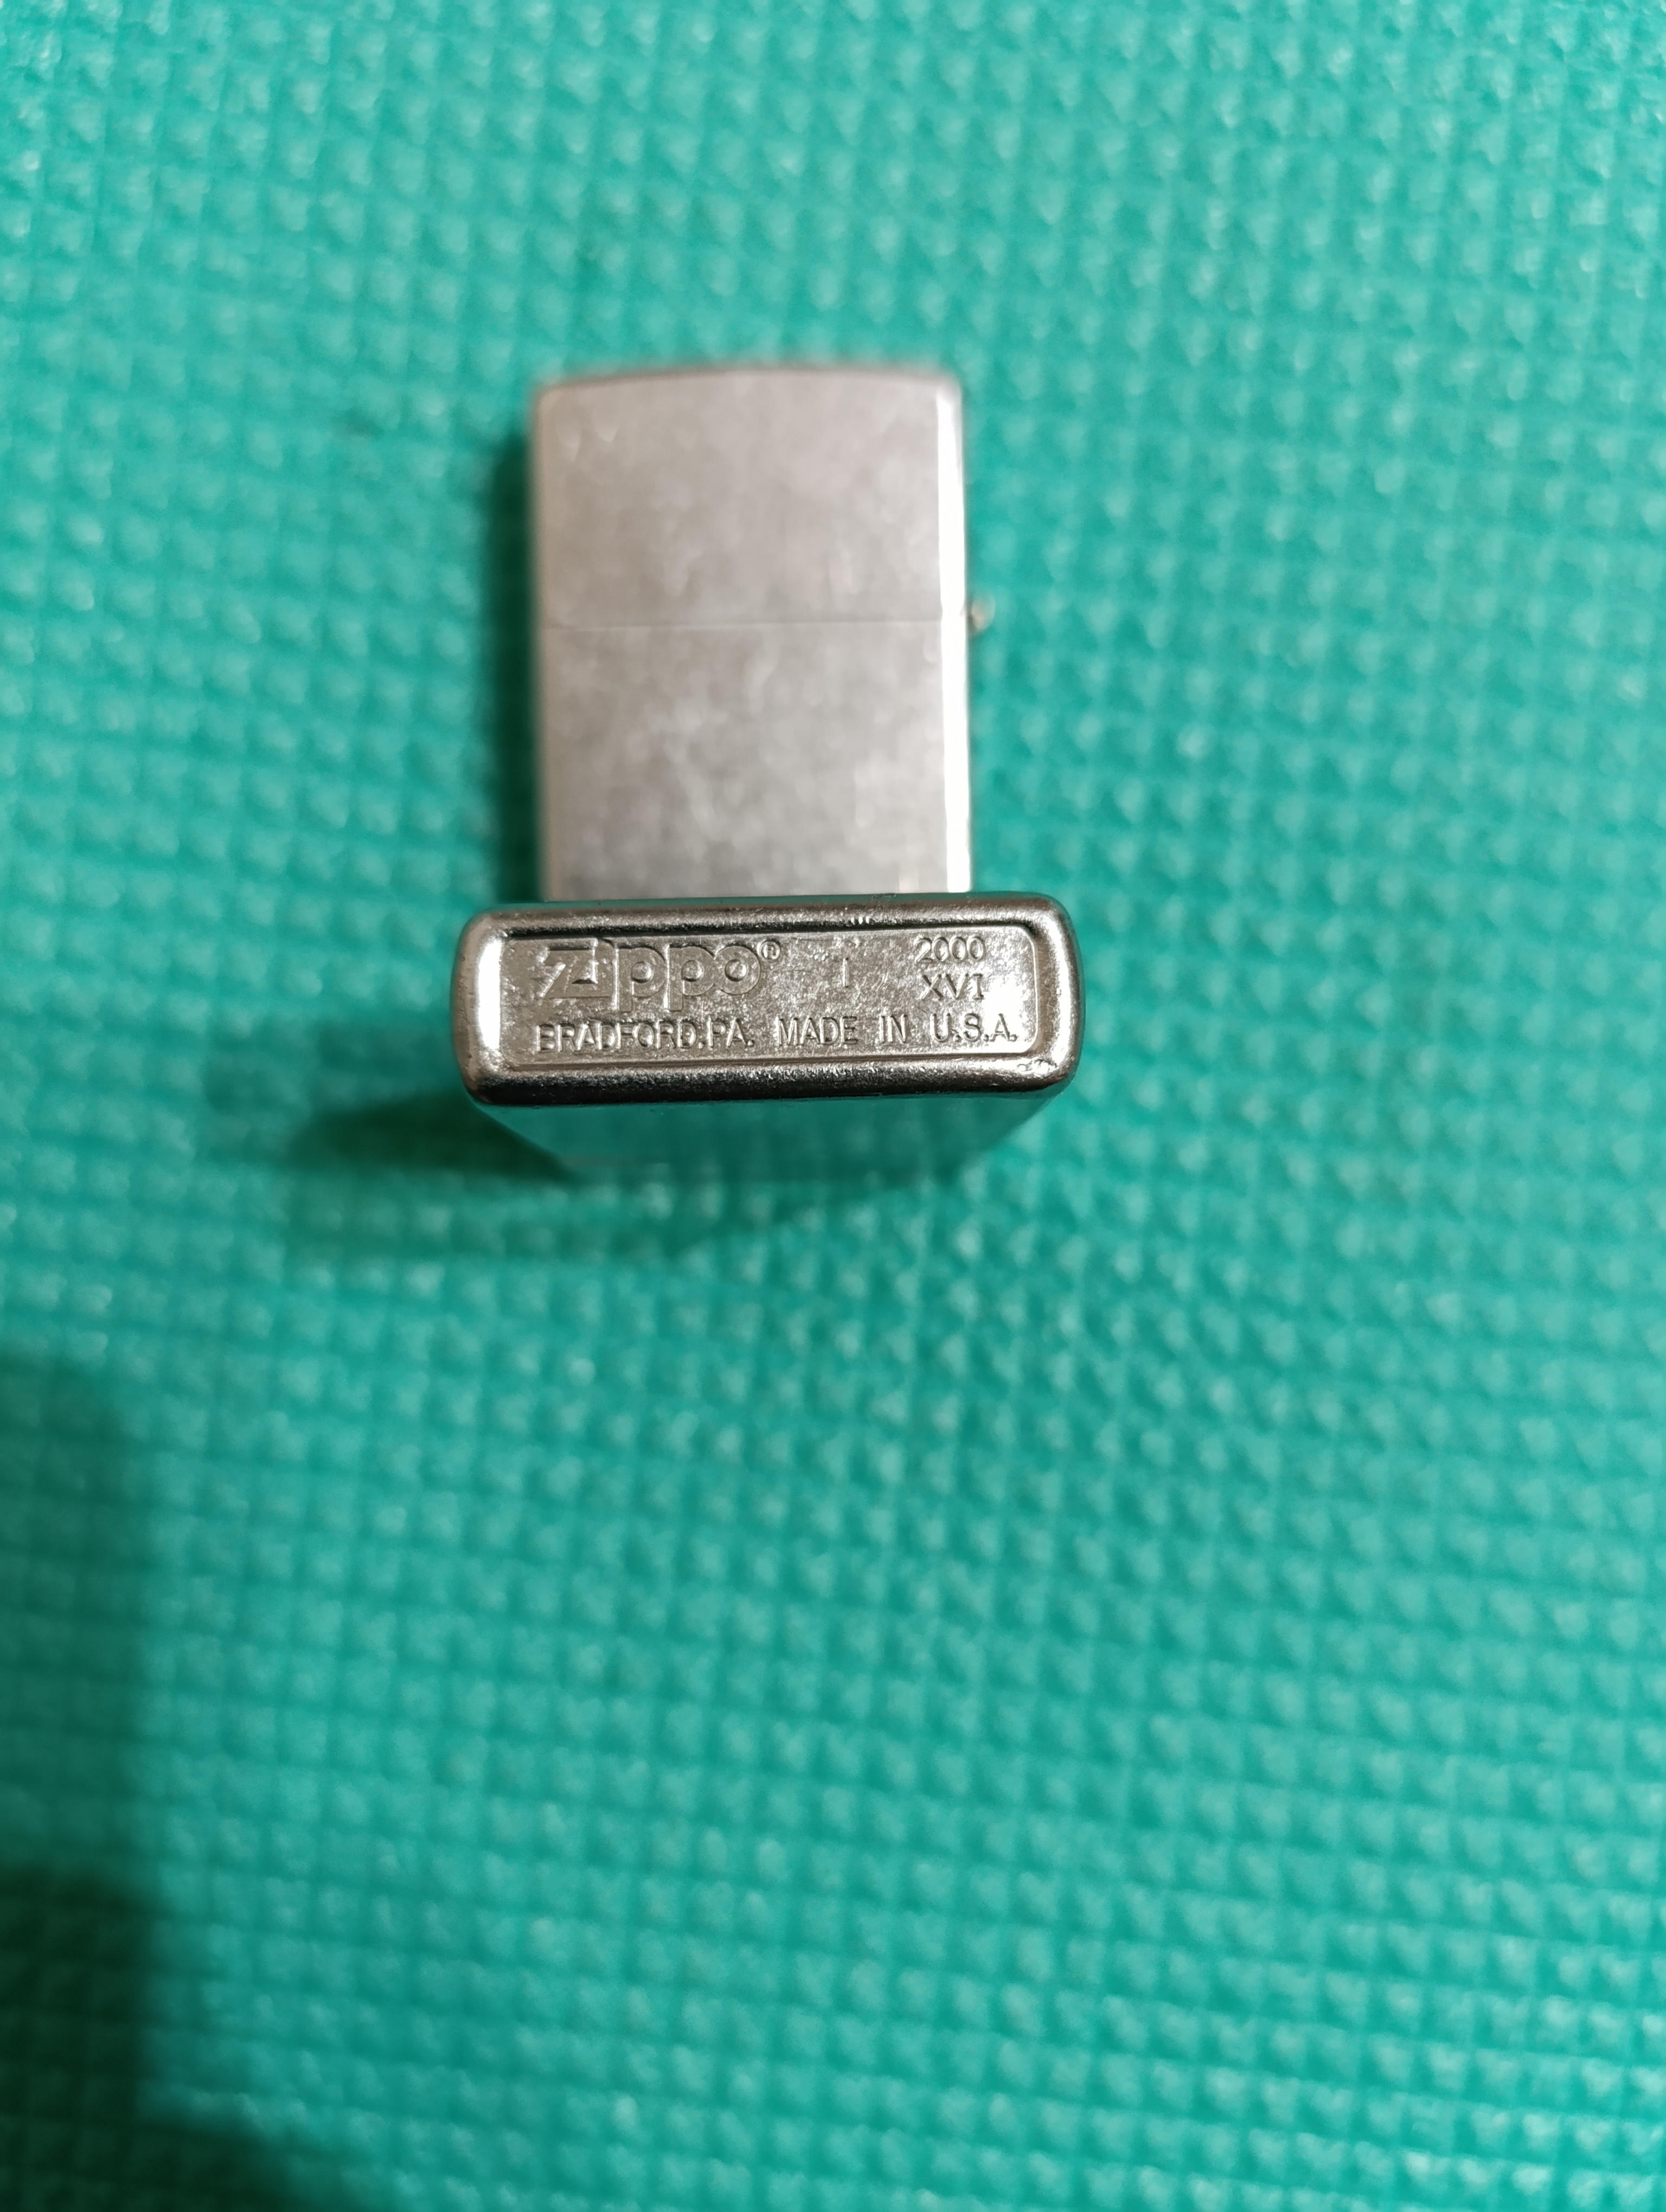 Zippo® I 2000
XVI
BRADFORD, PA. MADE IN U.S.A.